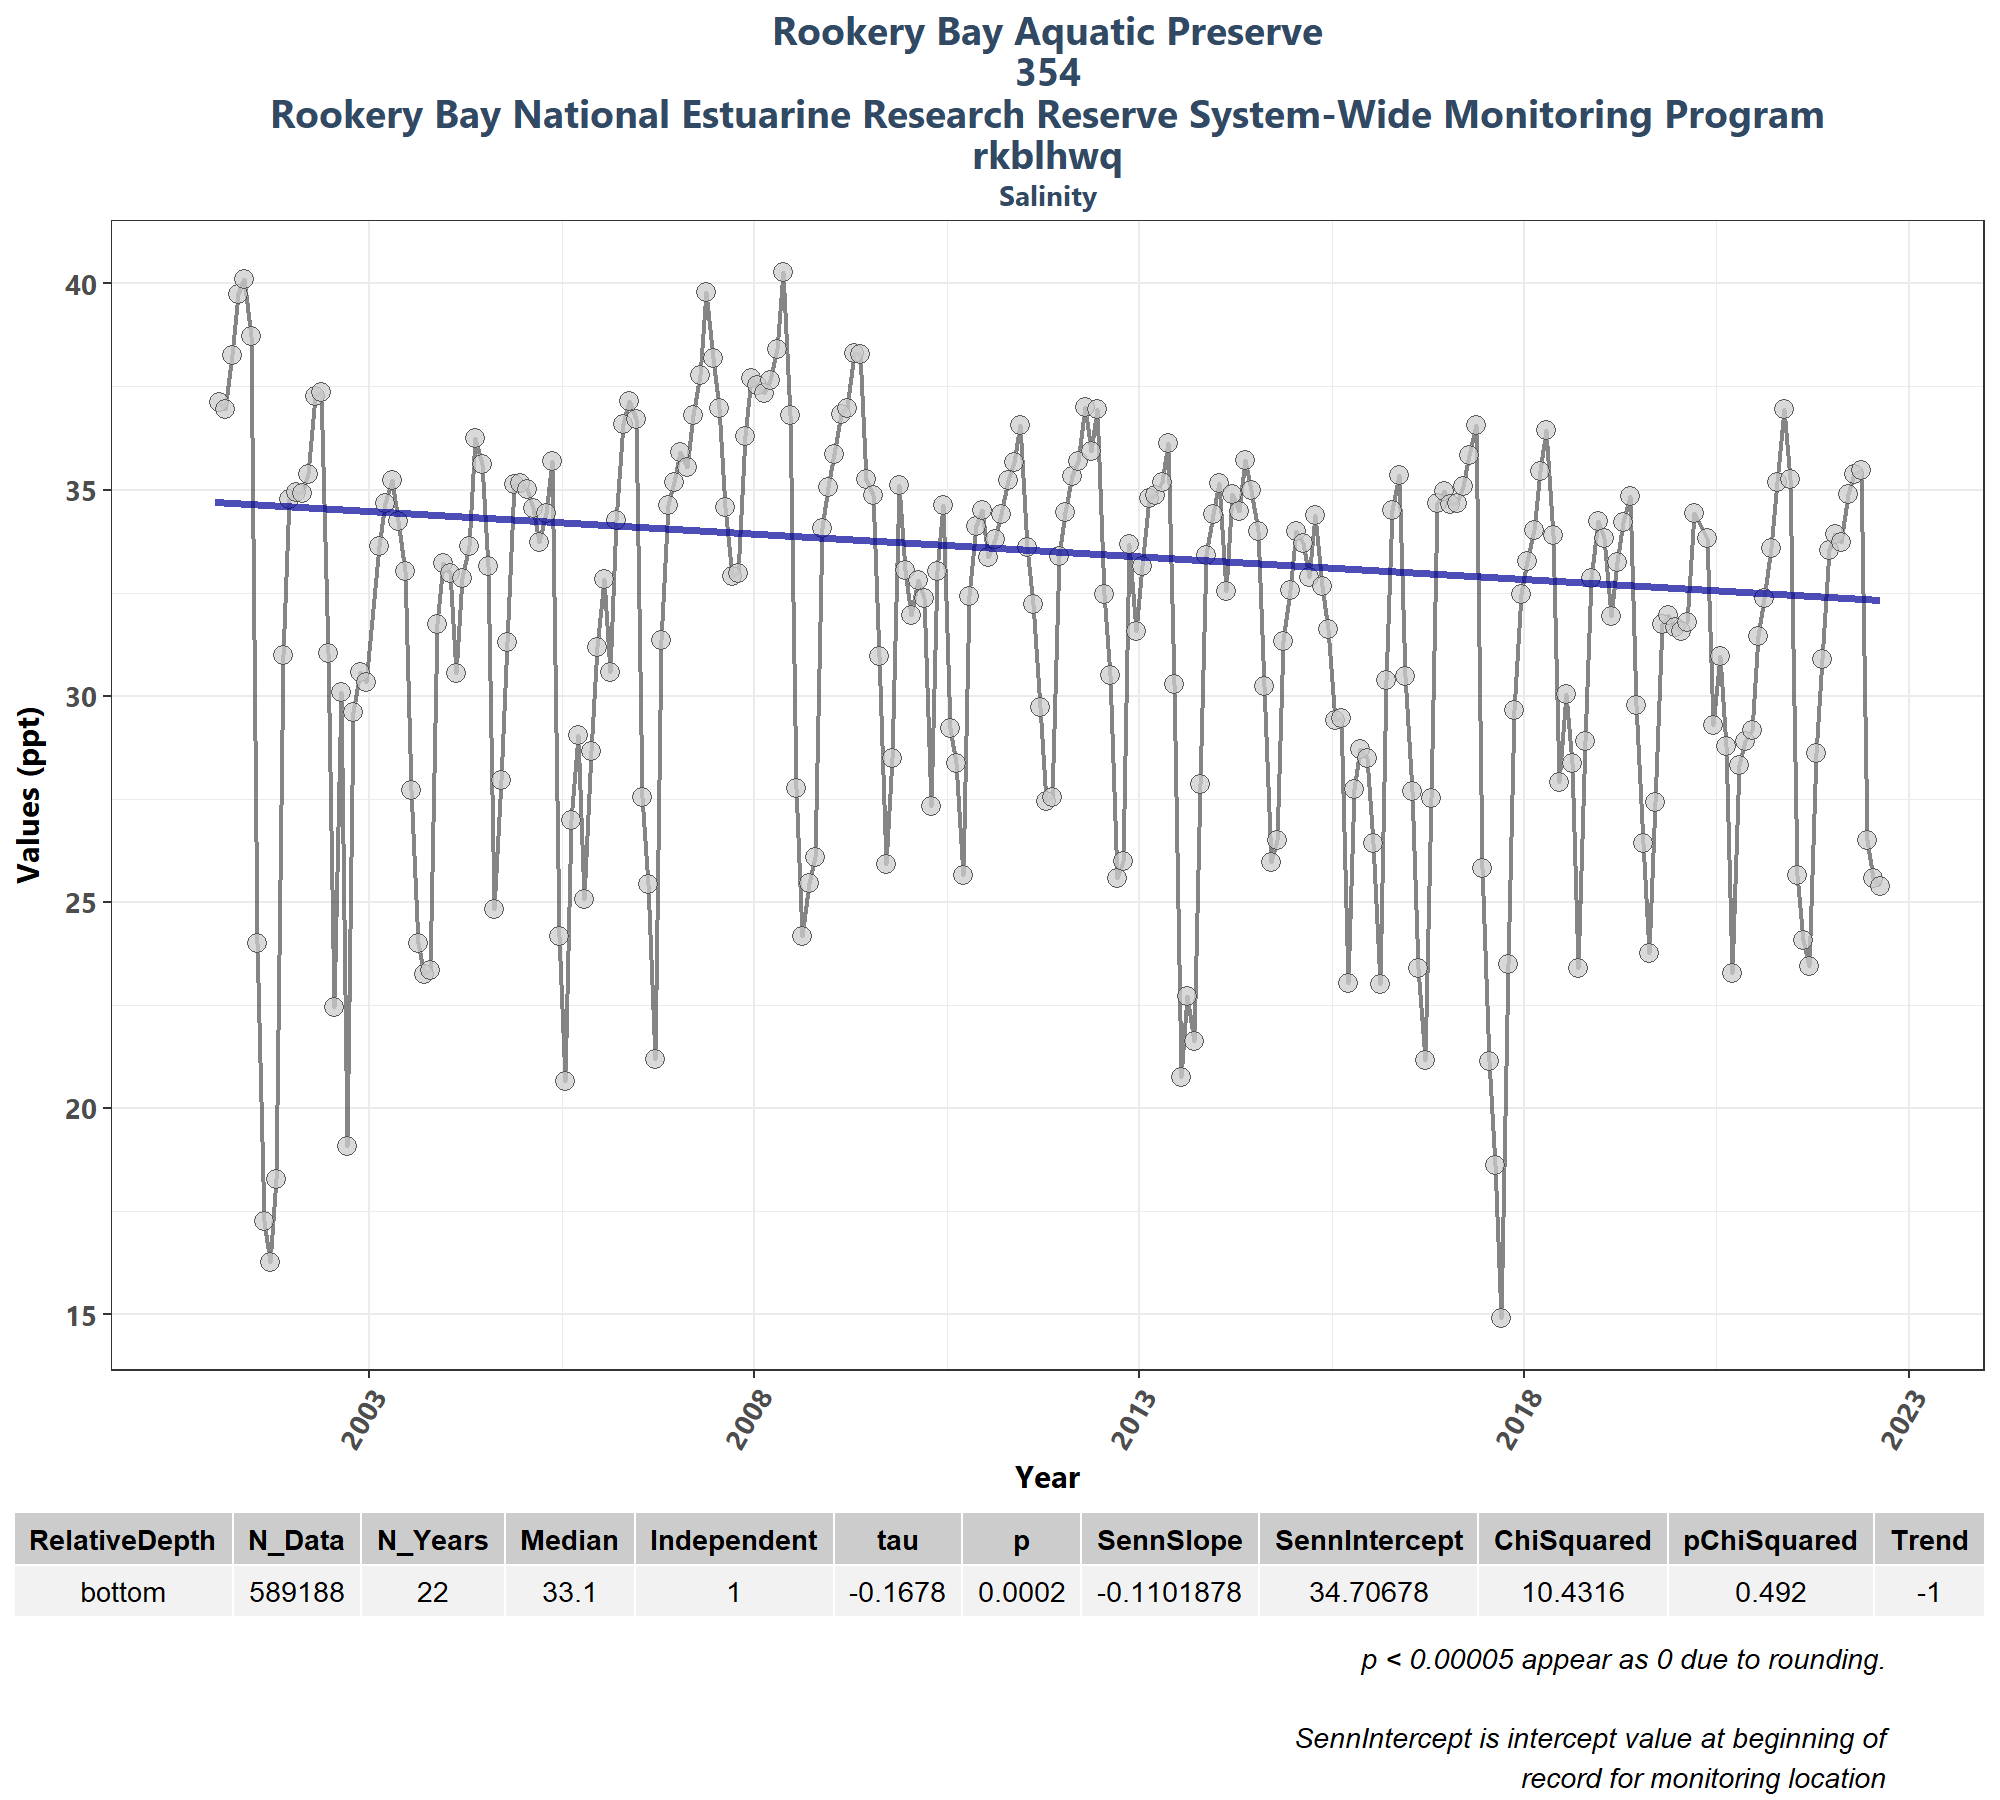 Rookery Bay Aquatic Preserve
354
Rookery Bay National Estuarine Research Reserve System-Wide Monitoring Program
rkblhwq
Salinity
40
35
30
25
20
15
Values (ppt)
2003
2008
2013
2018
2023
Year
RelativeDepth N_Data N_Years Median Independent tau p SennSlope SennIntercept ChiSquared pChiSquared Trend
bottom 589188 22 33.1 1 -0.1678 0.0002 -0.1101878 34.70678 10.4316 0.492 -1
p < 0.00005 appear as 0 due to rounding.
SennIntercept is intercept value at beginning of
record for monitoring location